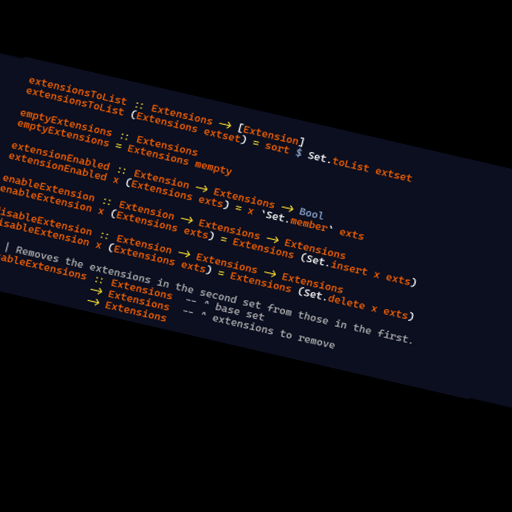 extensionsToList :: Extensions -> [Extension]
extensionsToList (Extensions extset) = sort $ Set.toList extset
emptyExtensions :: Extensions
emptyExtensions = Extensions mempty
extensionEnabled :: Extension -> Extensions -> Bool
extensionEnabled x (Extensions exts) = x `Set.member` exts
enableExtension :: Extension -> Extensions -> Extensions
enableExtension x (Extensions exts) = Extensions (Set.insert x exts)
isableExtension :: Extension -> Extensions -> Extensions
isableExtension x (Extensions exts) = Extensions (Set.delete x exts)
| Removes the extensions in the second set from those in the first.
ableExtensions :: Extensions -- ^ base set
-> Extensions -- ^ extensions to remove
-> Extensions